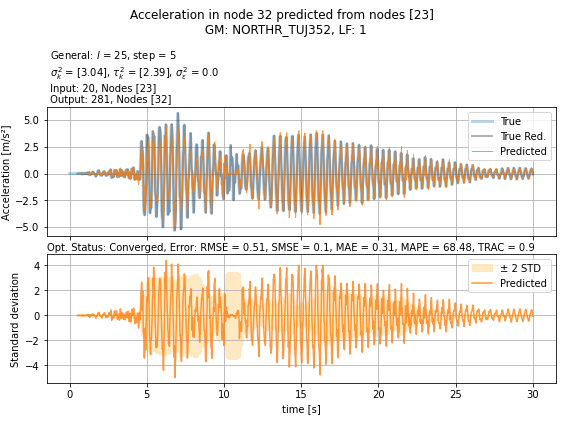 Acceleration in node 32 predicted from nodes [23]
GM: NORTHR_TUJ352, LF: 1
General: l = 25, step = 5
σ²ₖ = [3.04], τ²ₖ = [2.39], σ²ε = 0.0
Input: 20, Nodes [23]
Output: 281, Nodes [32]
Acceleration [m/s²]
5.0
2.5
0.0
−2.5
−5.0
True
True Red.
Predicted
Opt. Status: Converged, Error: RMSE = 0.51, SMSE = 0.1, MAE = 0.31, MAPE = 68.48, TRAC = 0.9
Standard deviation
4
2
0
−2
−4
± 2 STD
Predicted
0 5 10 15 20 25 30
time [s]